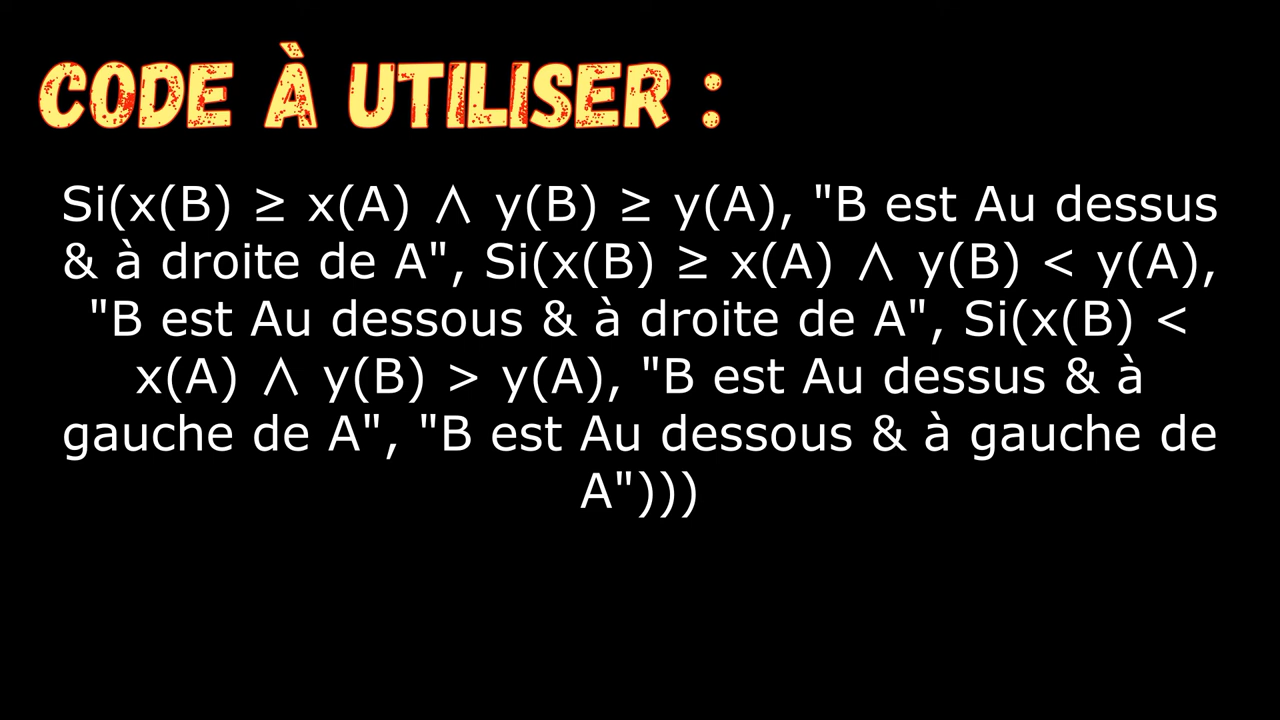 CODE À UTILISER :
Si(x(B) ≥ x(A) ∧ y(B) ≥ y(A), "B est Au dessus
& à droite de A", Si(x(B) ≥ x(A) ∧ y(B) < y(A),
"B est Au dessous & à droite de A", Si(x(B) <
x(A) ∧ y(B) > y(A), "B est Au dessus & à
gauche de A", "B est Au dessous & à gauche de
A")))